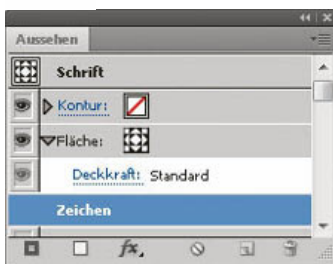 Aussehen
Schrift
Kontur:
Fläche:
Deckkraft: Standard
Zeichen
fx.